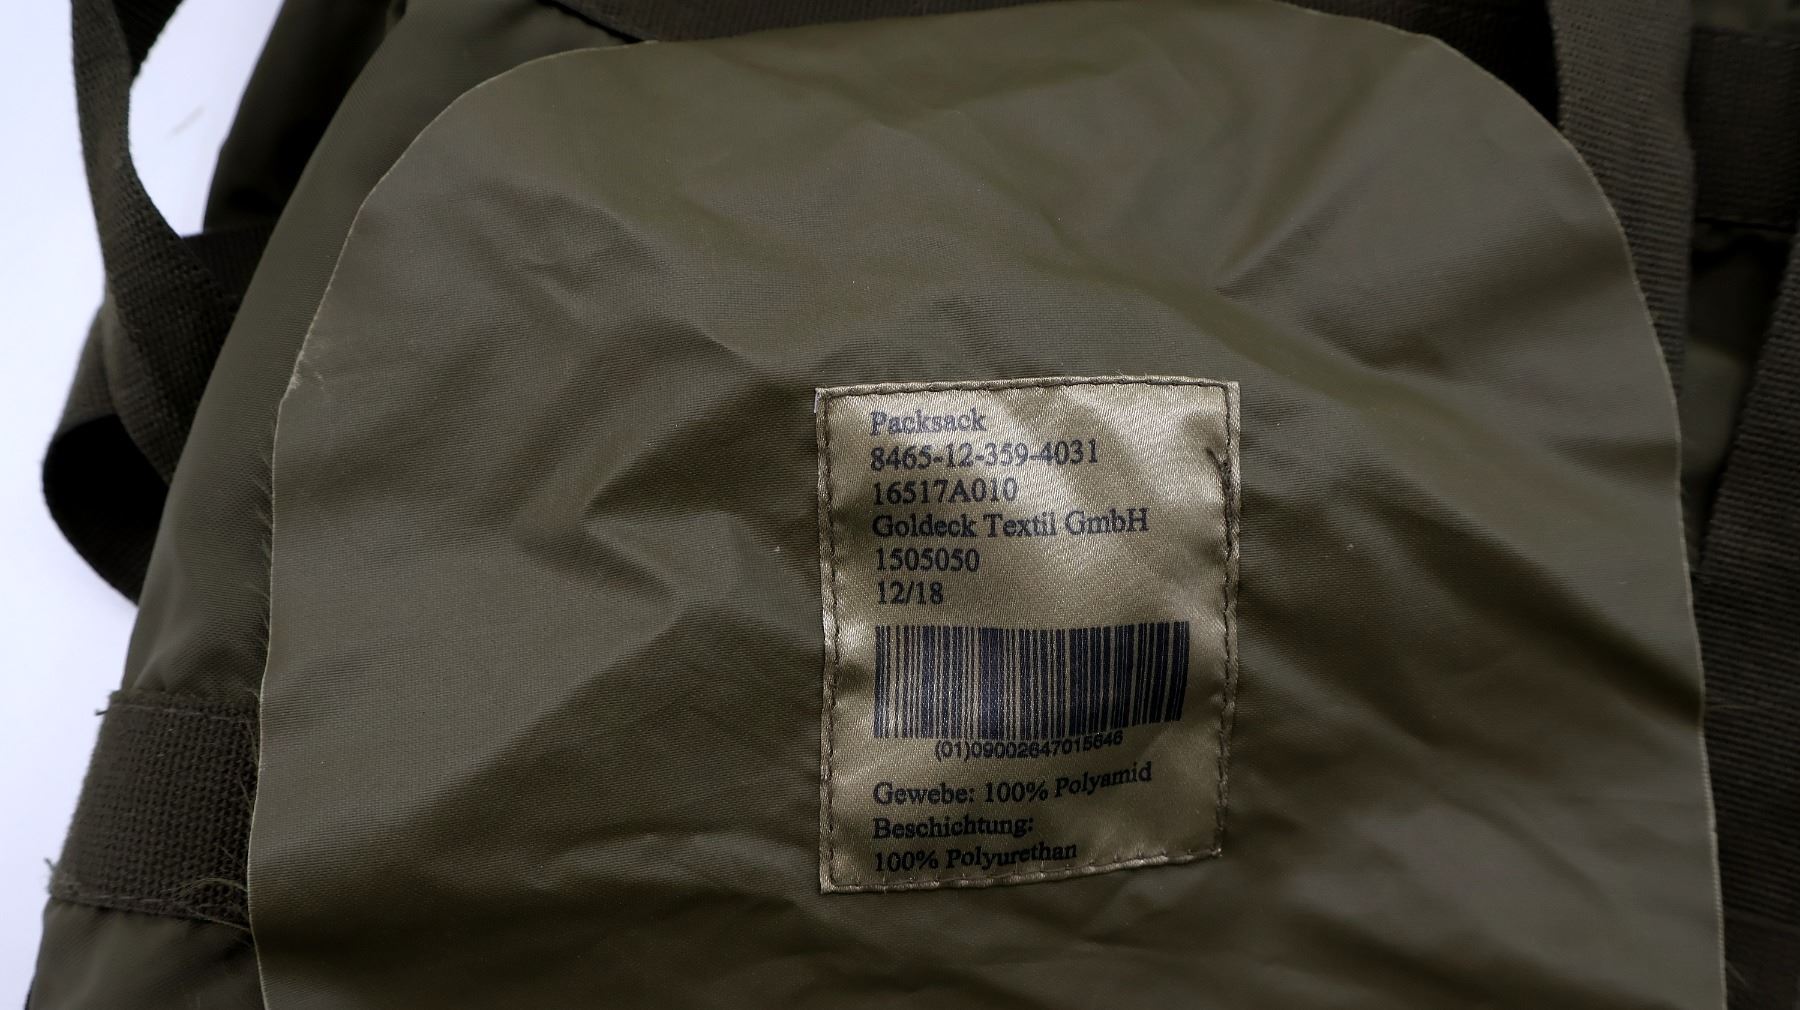 Packsack
8465-12-359-4031
16517A010
Goldeck Textil GmbH
1505050
12/18
(01)09002647015646
Gewebe: 100% Polyamid
Beschichtung:
100% Polyurethan